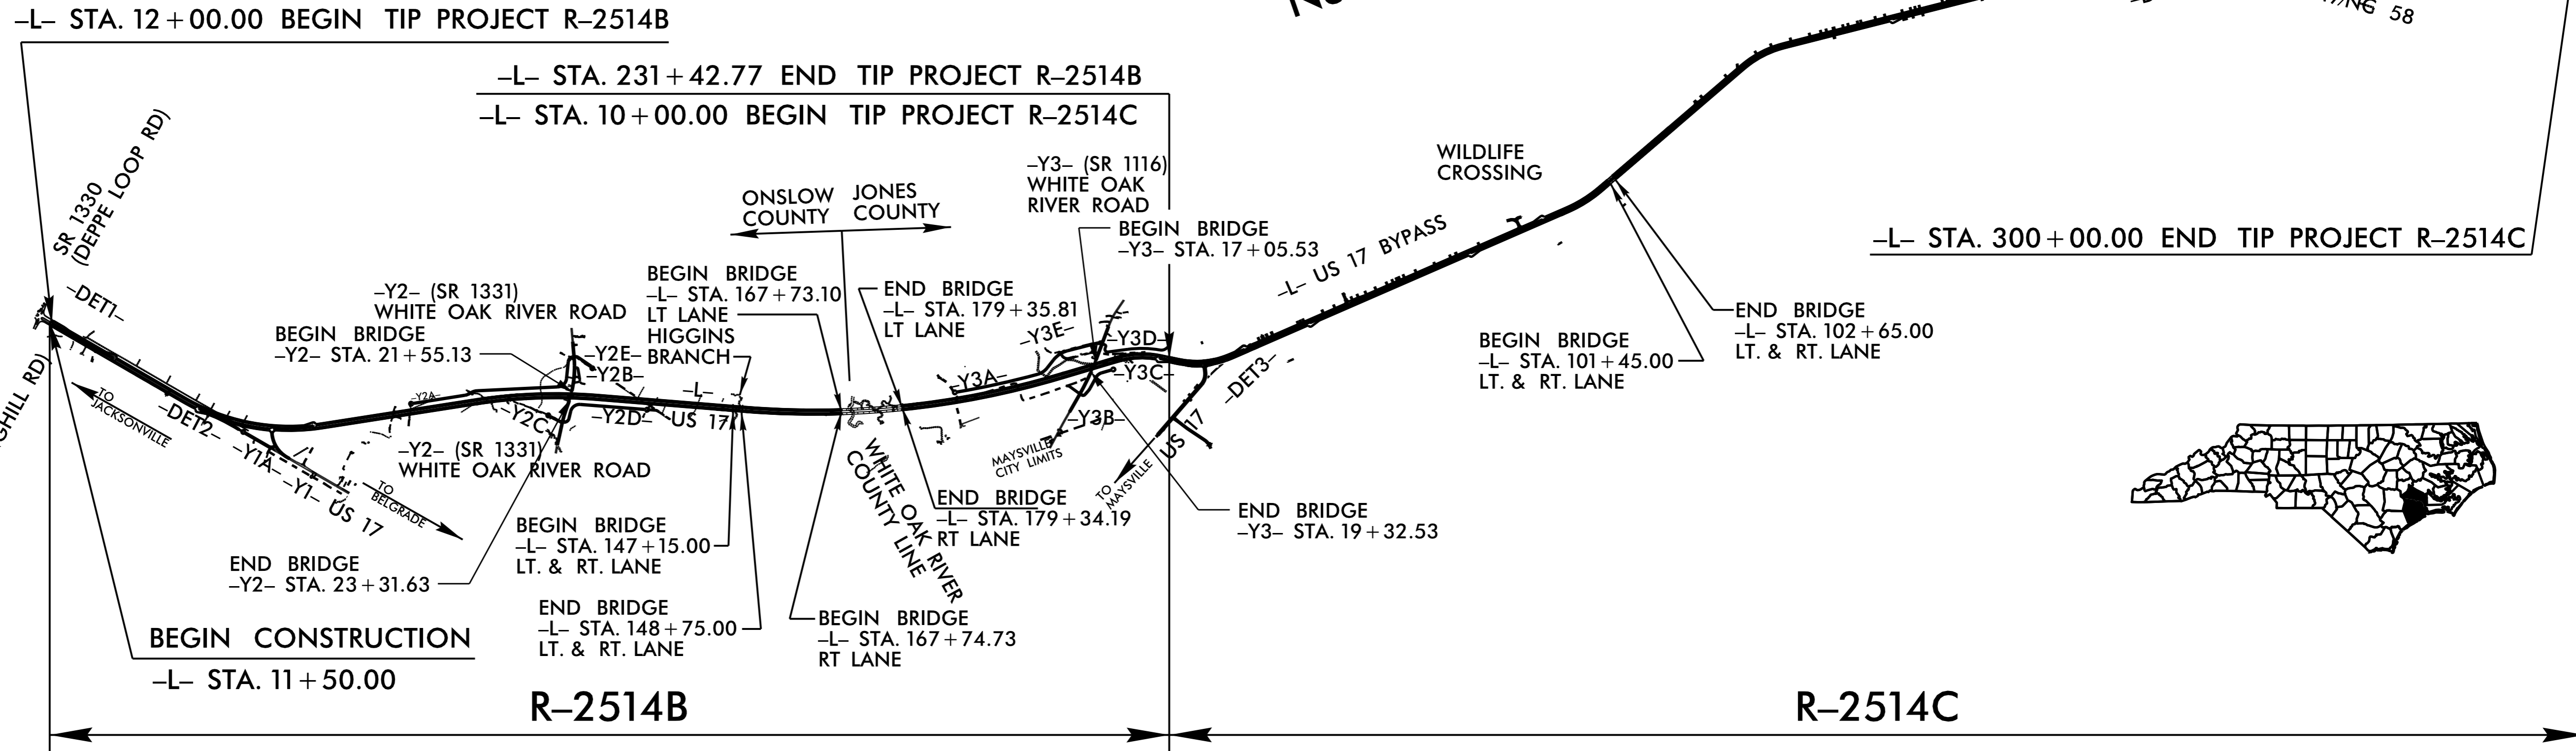 –L– STA. 12+00.00 BEGIN TIP PROJECT R–2514B
–L– STA. 231+42.77 END TIP PROJECT R–2514B
–L– STA. 10+00.00 BEGIN TIP PROJECT R–2514C
58
SR 1330
(DEPPE LOOP RD)
–DET1–
ONSLOW
COUNTY
JONES
COUNTY
–Y3– (SR 1116)
WHITE OAK
RIVER ROAD
BEGIN BRIDGE
–Y3– STA. 17+05.53
WILDLIFE
CROSSING
–L– US 17 BYPASS
–L– STA. 300+00.00 END TIP PROJECT R–2514C
–Y2– (SR 1331)
WHITE OAK RIVER ROAD
BEGIN BRIDGE
–Y2– STA. 21+55.13
BEGIN BRIDGE
–L– STA. 167+73.10
LT LANE
HIGGINS
BRANCH
END BRIDGE
–L– STA. 179+35.81
LT LANE
–Y3E–
–Y3D–
–Y3C–
–Y3A–
–Y3B–
–Y2E–
–Y2B–
–Y2A–
–Y2C–
–Y2D–
–L–
US 17
BEGIN BRIDGE
–L– STA. 101+45.00
LT. & RT. LANE
END BRIDGE
–L– STA. 102+65.00
LT. & RT. LANE
TO
JACKSONVILLE
–DET2–
–Y1A–
–Y1– US 17
TO
BELGRADE
–Y2– (SR 1331)
WHITE OAK RIVER ROAD
WHITE OAK RIVER
COUNTY LINE
MAYSVILLE
CITY LIMITS
TO
MAYSVILLE
US 17
–DET3–
END BRIDGE
–Y2– STA. 23+31.63
BEGIN BRIDGE
–L– STA. 147+15.00
LT. & RT. LANE
END BRIDGE
–L– STA. 148+75.00
LT. & RT. LANE
END BRIDGE
–L– STA. 179+34.19
RT LANE
BEGIN BRIDGE
–L– STA. 167+74.73
RT LANE
END BRIDGE
–Y3– STA. 19+32.53
BEGIN CONSTRUCTION
–L– STA. 11+50.00
R–2514B
R–2514C